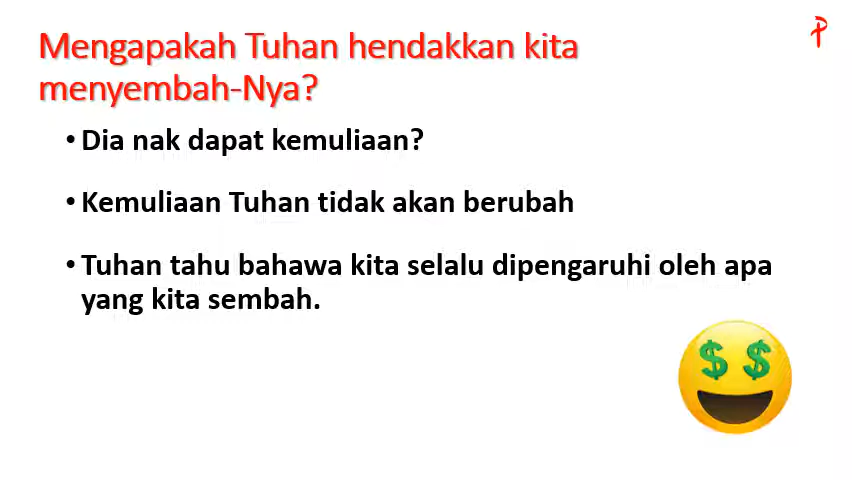 Mengapakah Tuhan hendakkan kita
menyembah-Nya?
• Dia nak dapat kemuliaan?
• Kemuliaan Tuhan tidak akan berubah
• Tuhan tahu bahawa kita selalu dipengaruhi oleh apa
yang kita sembah.